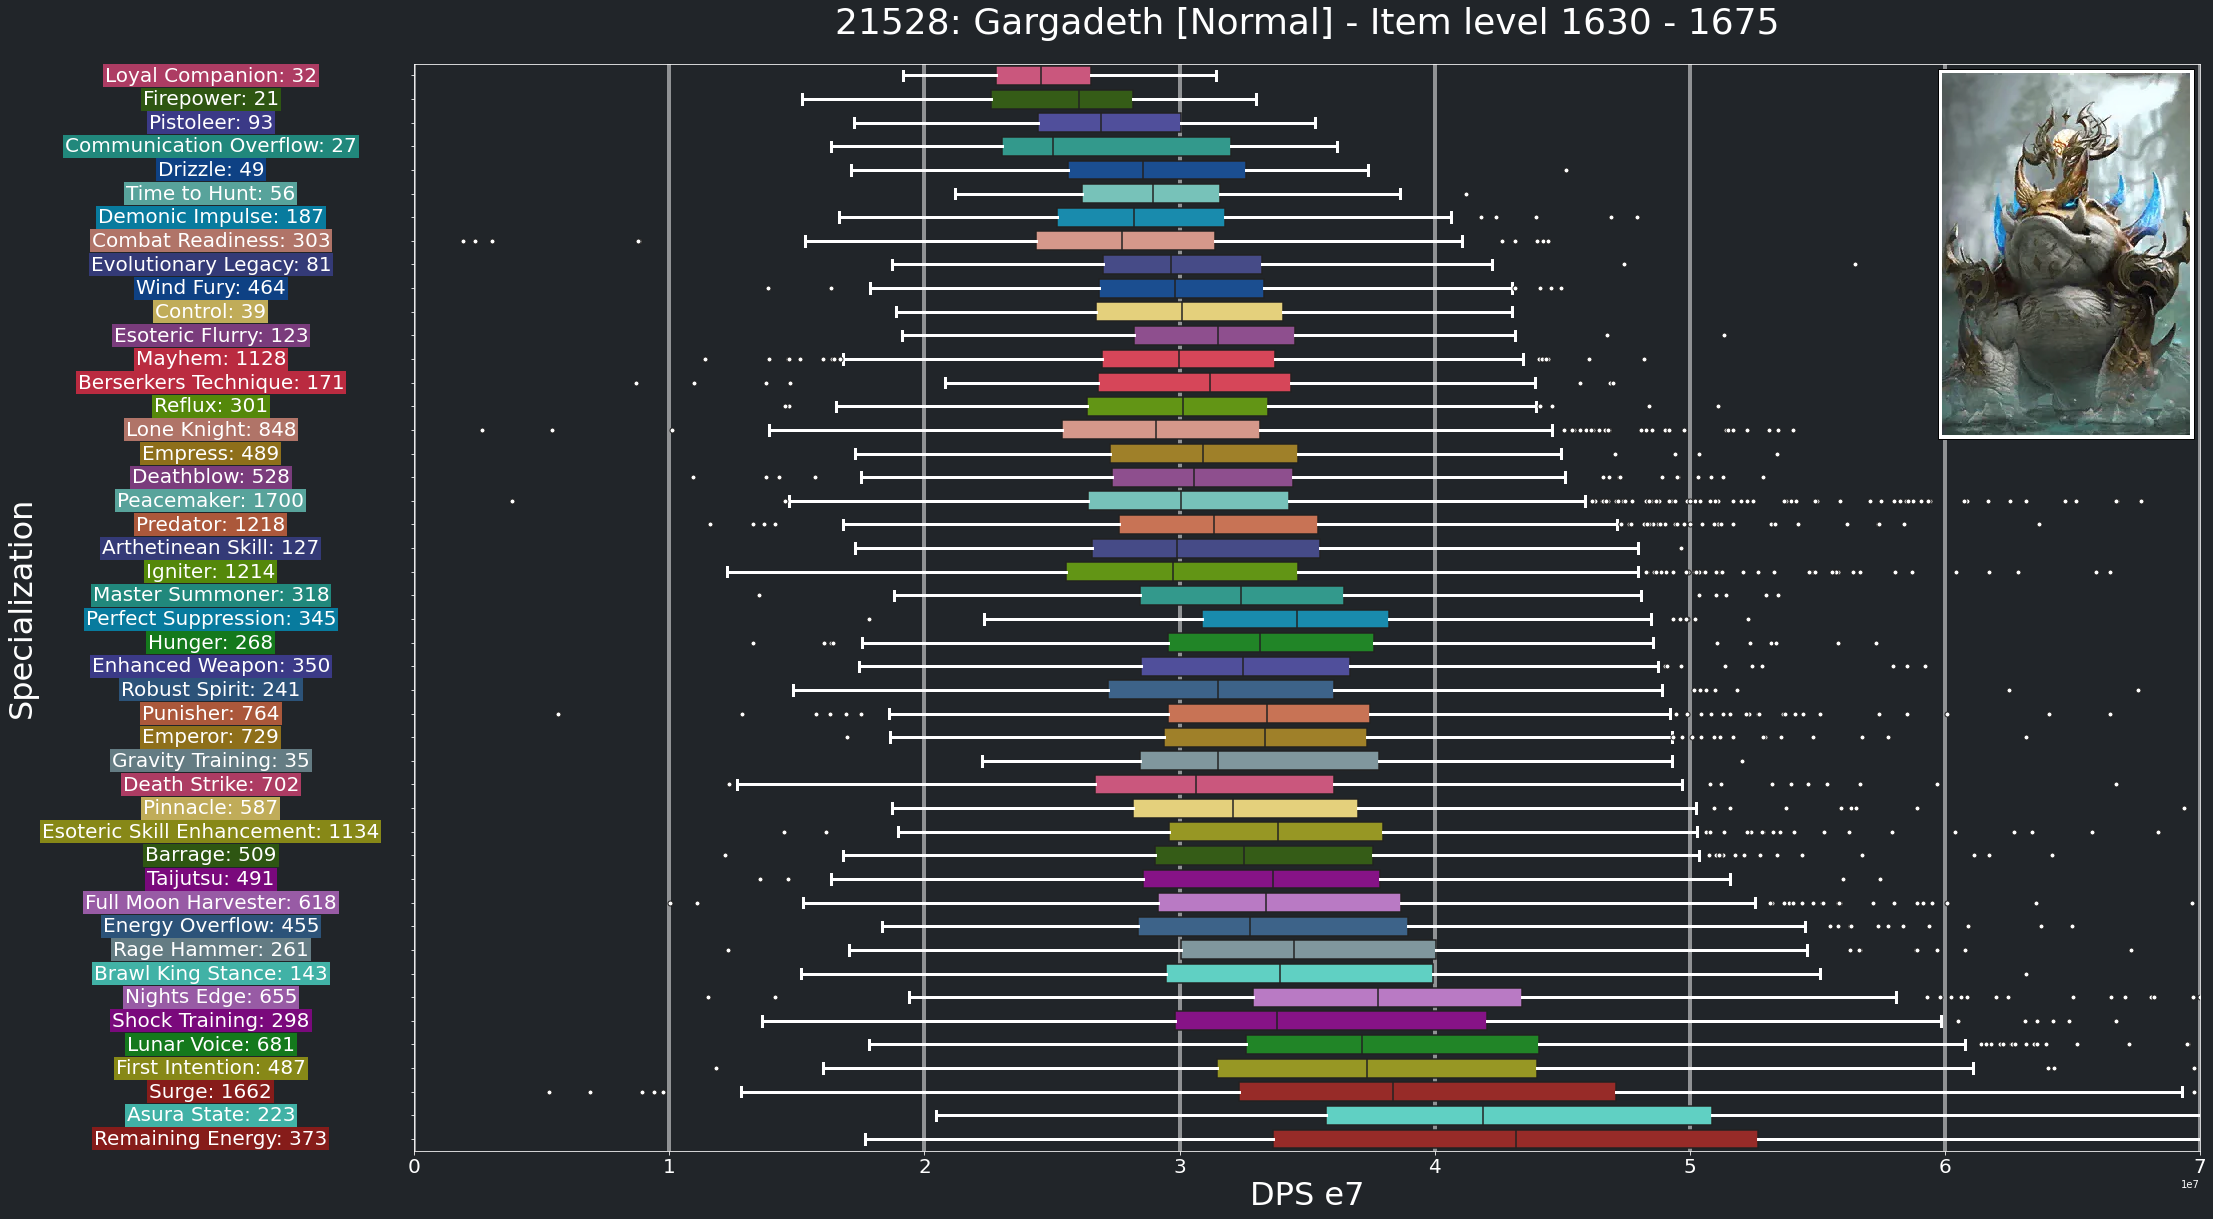 21528: Gargadeth [Normal] - Item level 1630 - 1675
Loyal Companion: 32
Firepower: 21
Pistoleer: 93
Communication Overflow: 27
Drizzle: 49
Time to Hunt: 56
Demonic Impulse: 187
Combat Readiness: 303
Evolutionary Legacy: 81
Wind Fury: 464
Control: 39
Esoteric Flurry: 123
Mayhem: 1128
Berserkers Technique: 171
Reflux: 301
Lone Knight: 848
Empress: 489
Deathblow: 528
Peacemaker: 1700
Predator: 1218
Arthetinean Skill: 127
Igniter: 1214
Master Summoner: 318
Perfect Suppression: 345
Hunger: 268
Enhanced Weapon: 350
Robust Spirit: 241
Punisher: 764
Emperor: 729
Gravity Training: 35
Death Strike: 702
Pinnacle: 587
Esoteric Skill Enhancement: 1134
Barrage: 509
Taijutsu: 491
Full Moon Harvester: 618
Energy Overflow: 455
Rage Hammer: 261
Brawl King Stance: 143
Nights Edge: 655
Shock Training: 298
Lunar Voice: 681
First Intention: 487
Surge: 1662
Asura State: 223
Remaining Energy: 373
Specialization
0 1 2 3 4 5 6 7
1e7
DPS e7